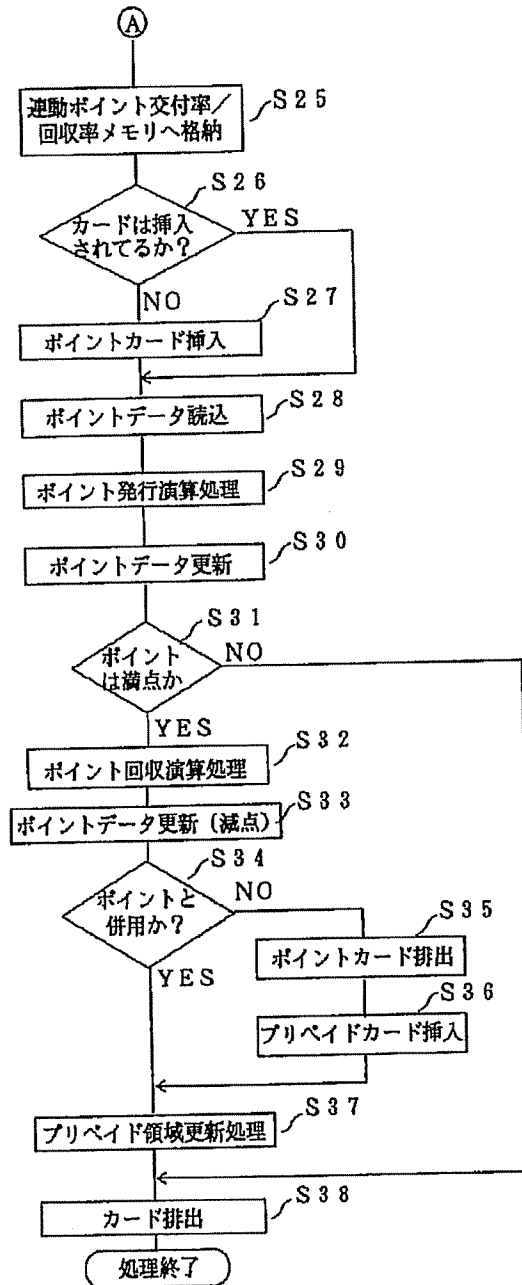 A
連動ポイント交付率/
回収率メモリへ格納
S25
S26
カードは挿入
されてるか?
YES
NO
S27
ポイントカード挿入
S28
ポイントデータ読込
S29
ポイント発行演算処理
S30
ポイントデータ更新
S31
ポイント
は満点か
NO
YES
S32
ポイント回収演算処理
S33
ポイントデータ更新(減点)
S34
ポイントと
併用か?
NO
YES
S35
ポイントカード排出
S36
プリペイドカード挿入
S37
プリペイド領域更新処理
S38
カード排出
処理終了